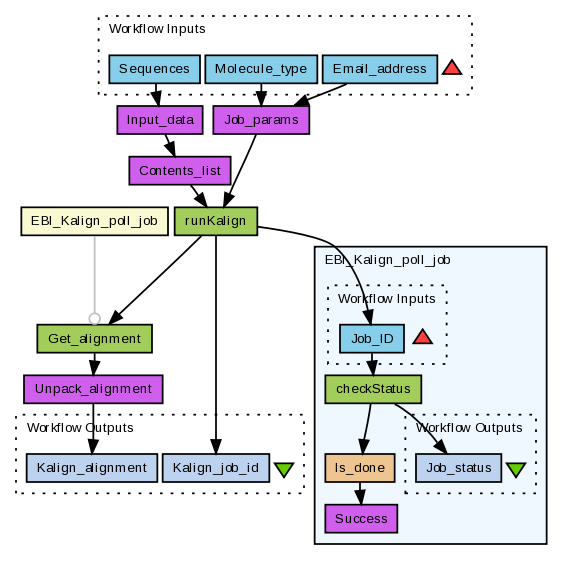 Workflow Inputs
Sequences
Molecule_type
Email_address
Input_data
Job_params
Contents_list
EBI_Kalign_poll_job
runKalign
EBI_Kalign_poll_job
Workflow Inputs
Get_alignment
Job_ID
Unpack_alignment
checkStatus
Workflow Outputs
Workflow Outputs
Kalign_alignment
Kalign_job_id
Is_done
Job_status
Success